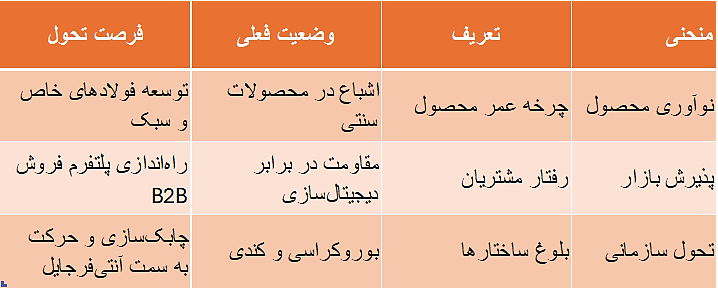 منحنی
تعریف
وضعیت فعلی
فرصت تحول
نوآوری محصول
چرخه عمر محصول
اشباع در محصولات
سنتی
توسعه فولادهای خاص
و سبک
پذیرش بازار
رفتار مشتریان
مقاومت در برابر
دیجیتال‌سازی
راه‌اندازی پلتفرم فروش
B2B
تحول سازمانی
بلوغ ساختارها
بوروکراسی و کندی
چابک‌سازی و حرکت
به سمت آنتی‌فرجایل